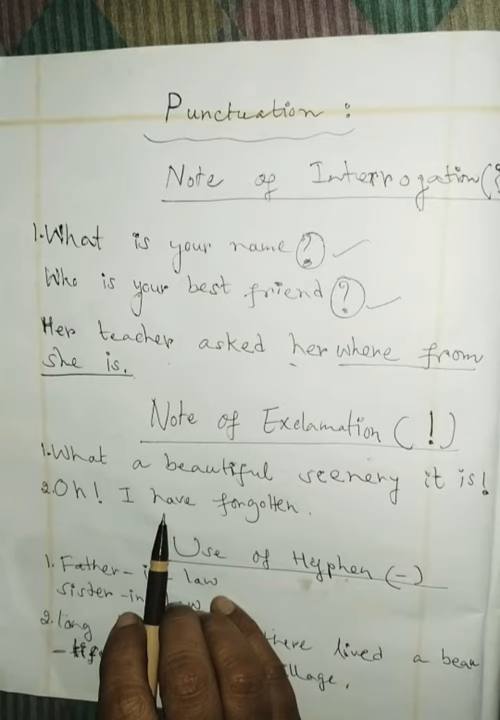 Punctuation :
Note of Interrogation (?
1. What is your name ?
Who is your best friend ?
Her teacher asked her where from
she is.
Note of Exclamation ( ! )
1. What a beautiful scenery it is!
2. Oh! I have forgotten.
Use of Hyphen (-)
1. Father - in - law
sister - in - law
2. long
there lived a bear